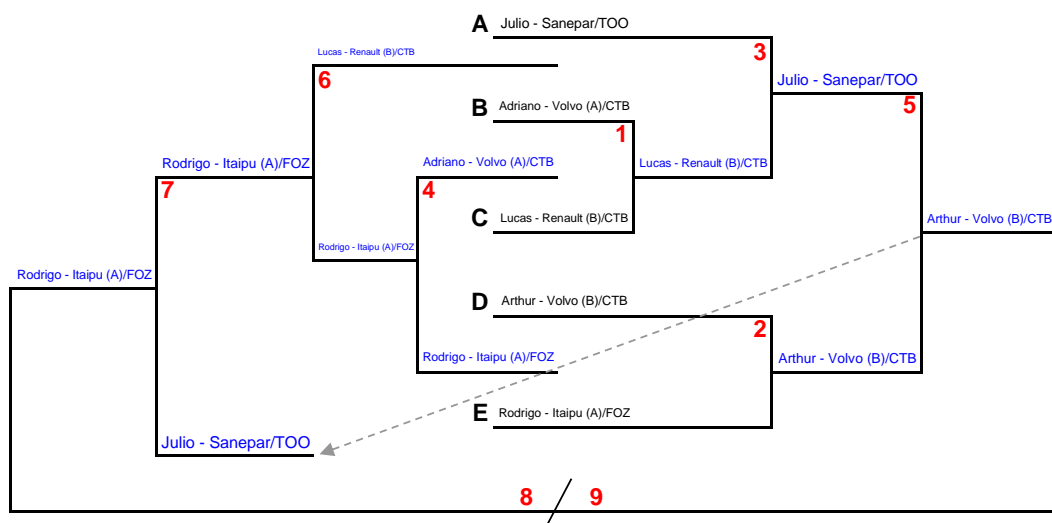 A Julio - Sanepar/TOO
Lucas - Renault (B)/CTB
3
6
Julio - Sanepar/TOO
5
B Adriano - Volvo (A)/CTB
1
Rodrigo - Itaipu (A)/FOZ
Adriano - Volvo (A)/CTB
Lucas - Renault (B)/CTB
7
4
C Lucas - Renault (B)/CTB
Arthur - Volvo (B)/CTB
Rodrigo - Itaipu (A)/FOZ
Rodrigo - Itaipu (A)/FOZ
D Arthur - Volvo (B)/CTB
2
Rodrigo - Itaipu (A)/FOZ
Arthur - Volvo (B)/CTB
E Rodrigo - Itaipu (A)/FOZ
Julio - Sanepar/TOO
8 / 9